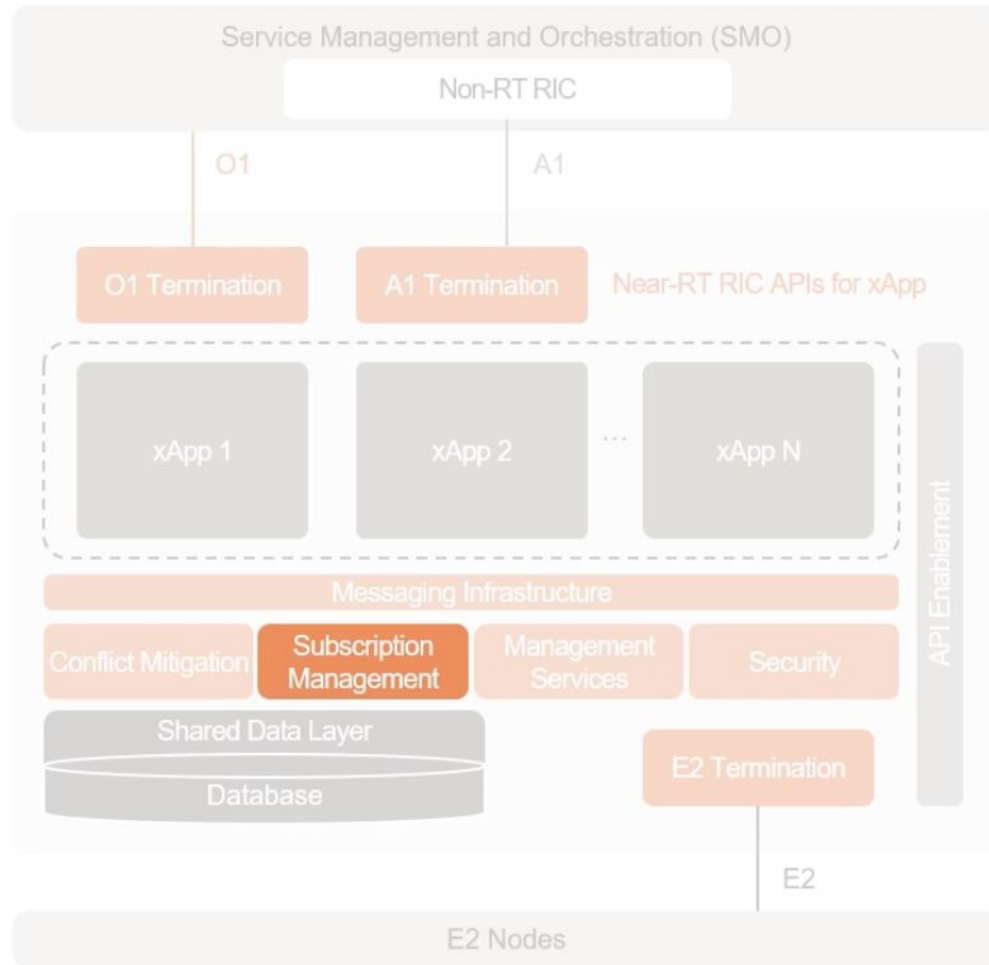 Service Management and Orchestration (SMO)
Non-RT RIC
O1
A1
O1 Termination
A1 Termination
Near-RT RIC APIs for xApp
xApp 1
xApp 2
...
xApp N
API Enablement
Messaging Infrastructure
Conflict Mitigation
Subscription
Management
Management
Services
Security
Shared Data Layer
Database
E2 Termination
E2
E2 Nodes